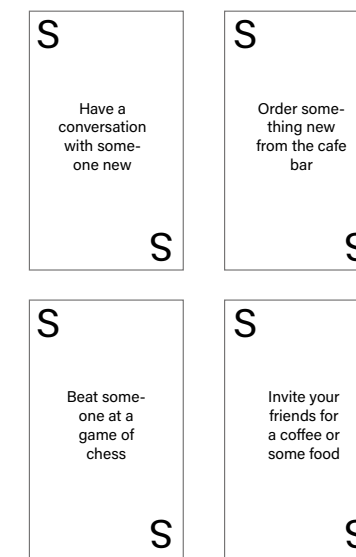 S
Have a
conversation
with some-
one new
S
S
Order some-
thing new
from the cafe
bar
S
S
Beat some-
one at a
game of
chess
S
S
Invite your
friends for
a coffee or
some food
S